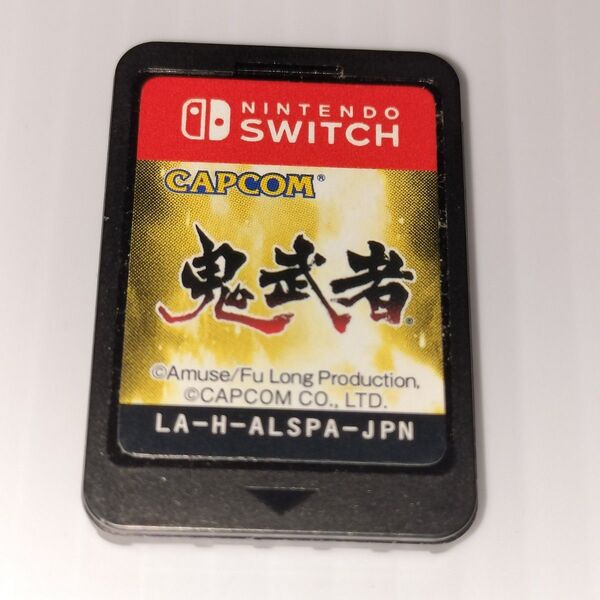 NINTENDO
SWITCH
CAPCOM®
鬼武者®
©Amuse/Fu Long Production.
©CAPCOM CO., LTD.
LA-H-ALSPA-JPN